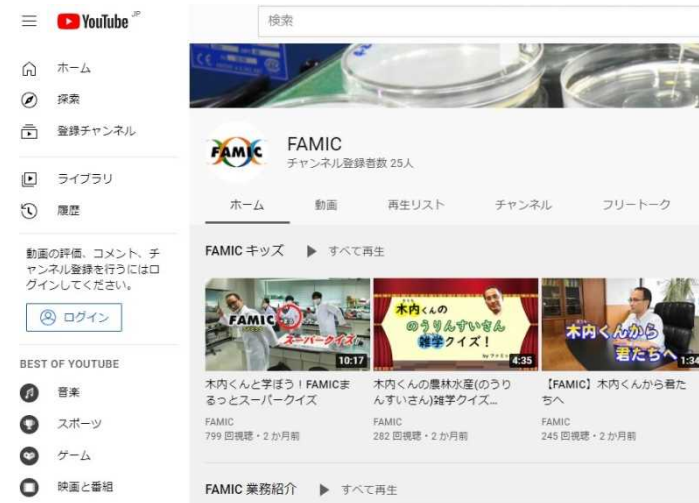 YouTube JP
検索
ホーム
探索
登録チャンネル
ライブラリ
履歴
動画の評価、コメント、チ
ャンネル登録を行うにはロ
グインしてください。
ログイン
BEST OF YOUTUBE
音楽
スポーツ
ゲーム
映画と番組
FAMIC
FAMIC
チャンネル登録者数 25人
ホーム
動画
再生リスト
チャンネル
フリートーク
FAMIC キッズ
すべて再生
FAMIC
スーパークイズ
10:17
木内くんと学ぼう!FAMICま
るっとスーパークイズ
FAMIC
799 回視聴・2 か月前
木内くんの
のうりんすいさん
雑学クイズ!
4:35
木内くんの農林水産(のうり
んすいさん)雑学クイズ...
FAMIC
282 回視聴・2 か月前
木内くんから
君たちへ
1:34
【FAMIC】木内くんから君た
ちへ
FAMIC
245 回視聴・2 か月前
FAMIC 業務紹介
すべて再生